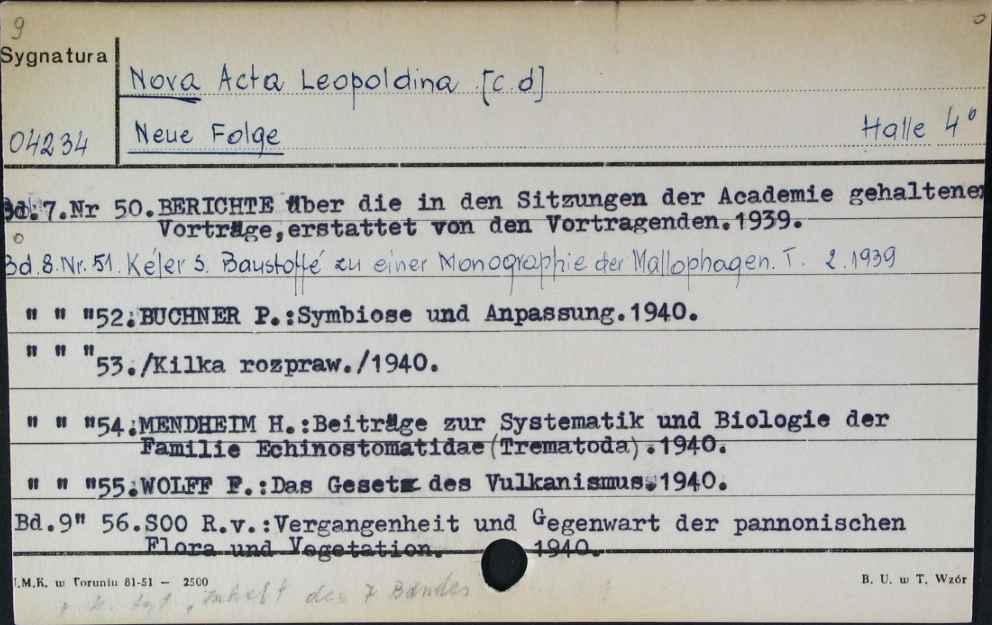 9
Sygnatura
Nova Acta Leopoldina [c.d]
04234
Neue Folge Halle 4°
Bd.7.Nr 50.BERICHTE über die in den Sitzungen der Academie gehaltenen
Vorträge,erstattet von den Vortragenden.1939.
Bd.8.Nr.51. Kéler S. Baustoffe zu einer Monographie der Mallophagen. T. 2.1939
" " "52.BUCHNER P.:Symbiose und Anpassung.1940.
" " "53./Kilka rozpraw./1940.
" " "54.MENDHEIM H.:Beiträge zur Systematik und Biologie der
Familie Echinostomatidae(Trematoda).1940.
" " "55.WOLFF F.:Das Gesetz des Vulkanismus.1940.
Bd.9" 56.SOO R.v.:Vergangenheit und Gegenwart der pannonischen
Flora und Vegetation. 1940.
U.M.K. w Toruniu 81-51 — 2500 B. U. w T. Wzór
Inhalt des 7 Bandes